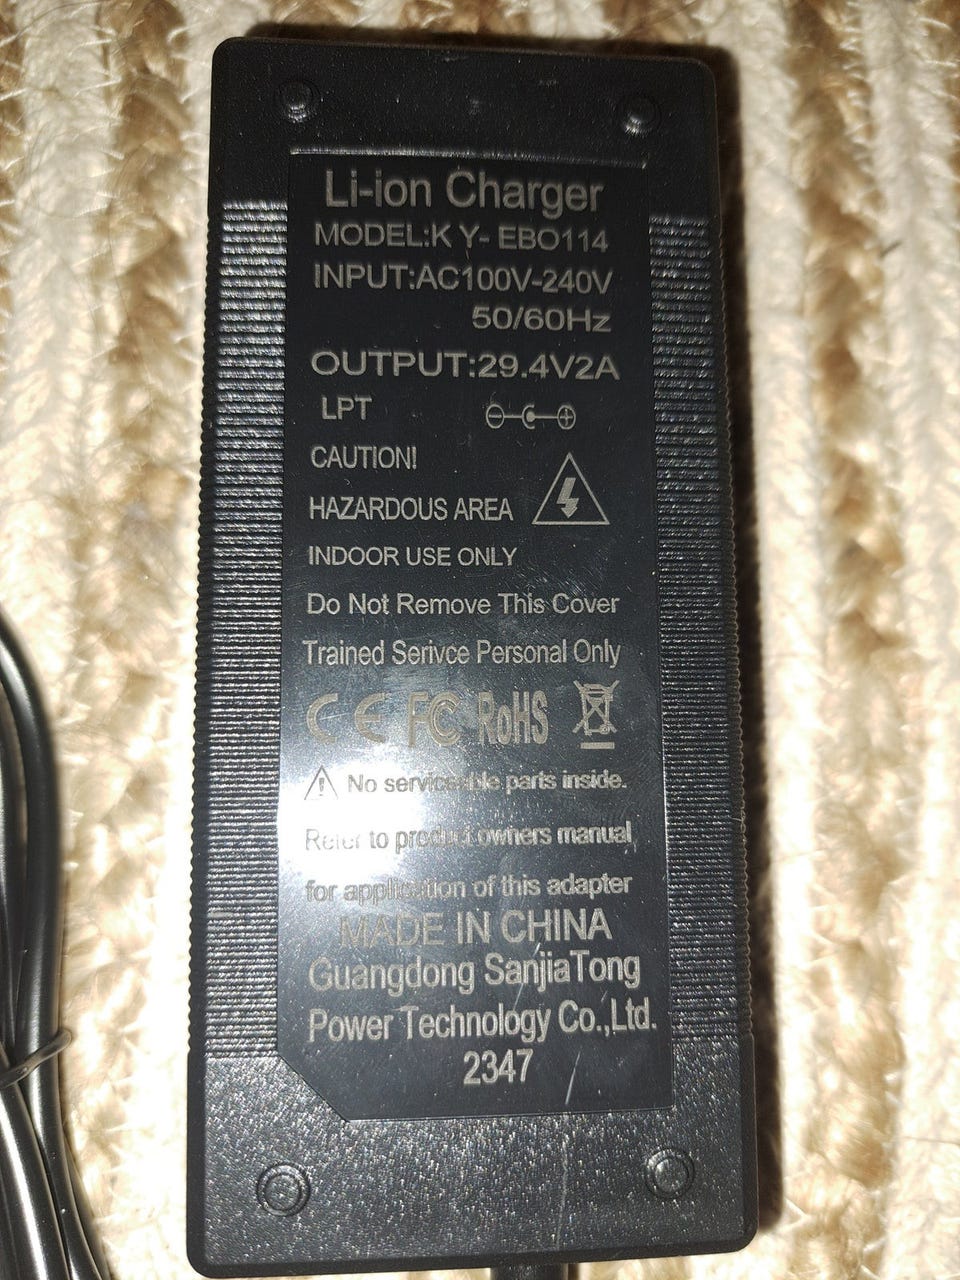 Li-ion Charger
MODEL:K Y- EBO114
INPUT:AC100V-240V
50/60Hz
OUTPUT:29.4V2A
LPT
CAUTION!
HAZARDOUS AREA
INDOOR USE ONLY
Do Not Remove This Cover
Trained Serivce Personal Only
CE FC RoHS
No serviceable parts inside.
Refer to product owners manual
for application of this adapter
MADE IN CHINA
Guangdong SanjiaTong
Power Technology Co.,Ltd.
2347